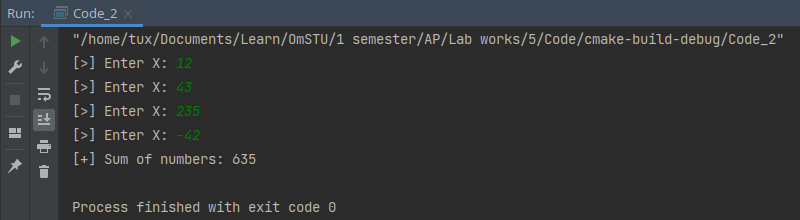 Run: Code_2
"/home/tux/Documents/Learn/OmSTU/1 semester/AP/Lab works/5/Code/cmake-build-debug/Code_2"
[>] Enter X: 12
[>] Enter X: 43
[>] Enter X: 235
[>] Enter X: -42
[+] Sum of numbers: 635
Process finished with exit code 0